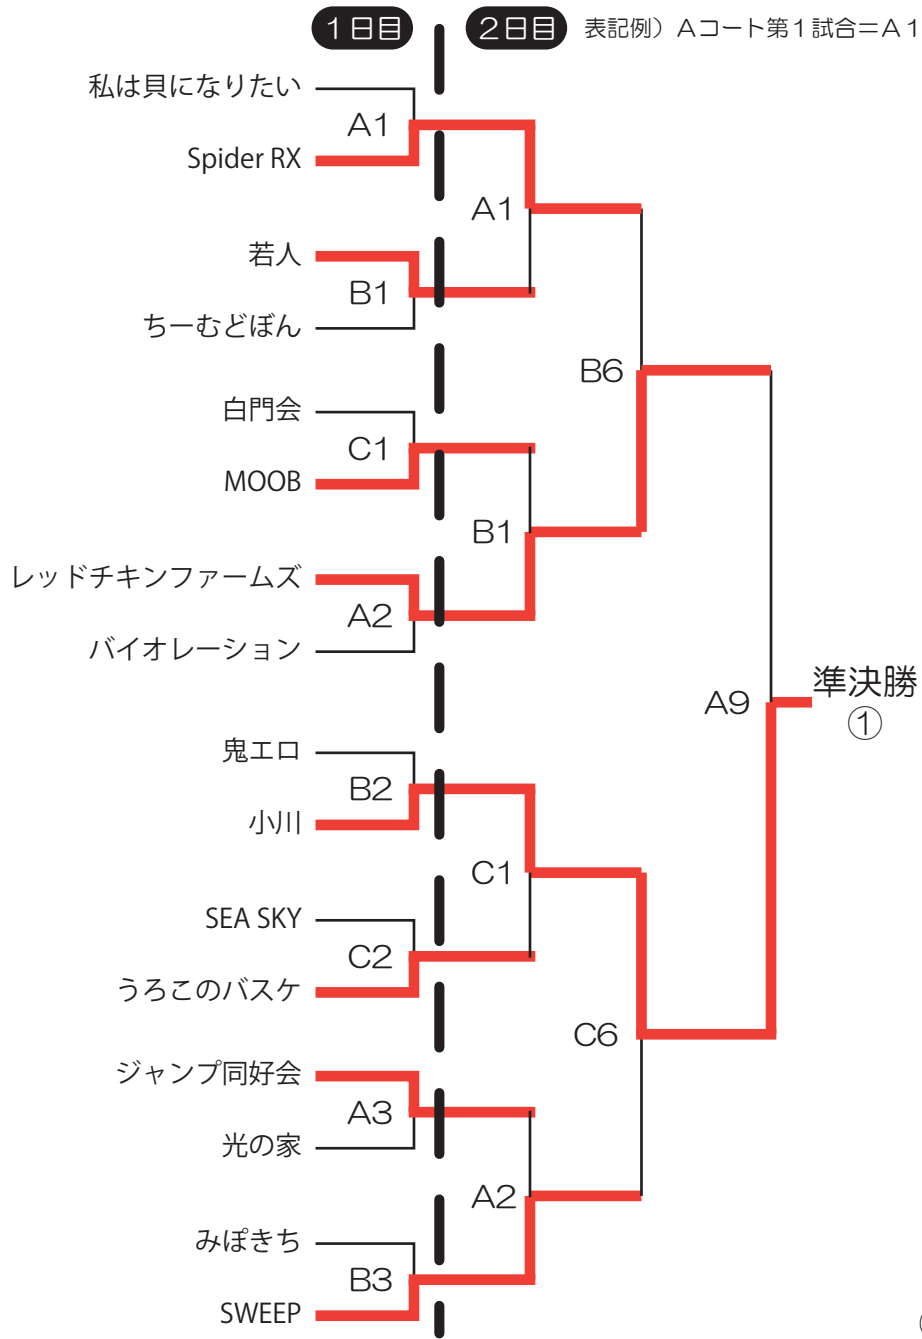 1日目
2日目 表記例）Aコート第1試合＝A1
私は貝になりたい
A1
Spider RX
A1
若人
B1
ちーむどぼん
B6
白門会
C1
MOOB
B1
レッドチキンファームズ
A2
バイオレーション
準決勝
①
A9
鬼エロ
B2
小川
C1
SEA SKY
C2
うろこのバスケ
C6
ジャンプ同好会
A3
光の家
A2
みぽきち
B3
SWEEP